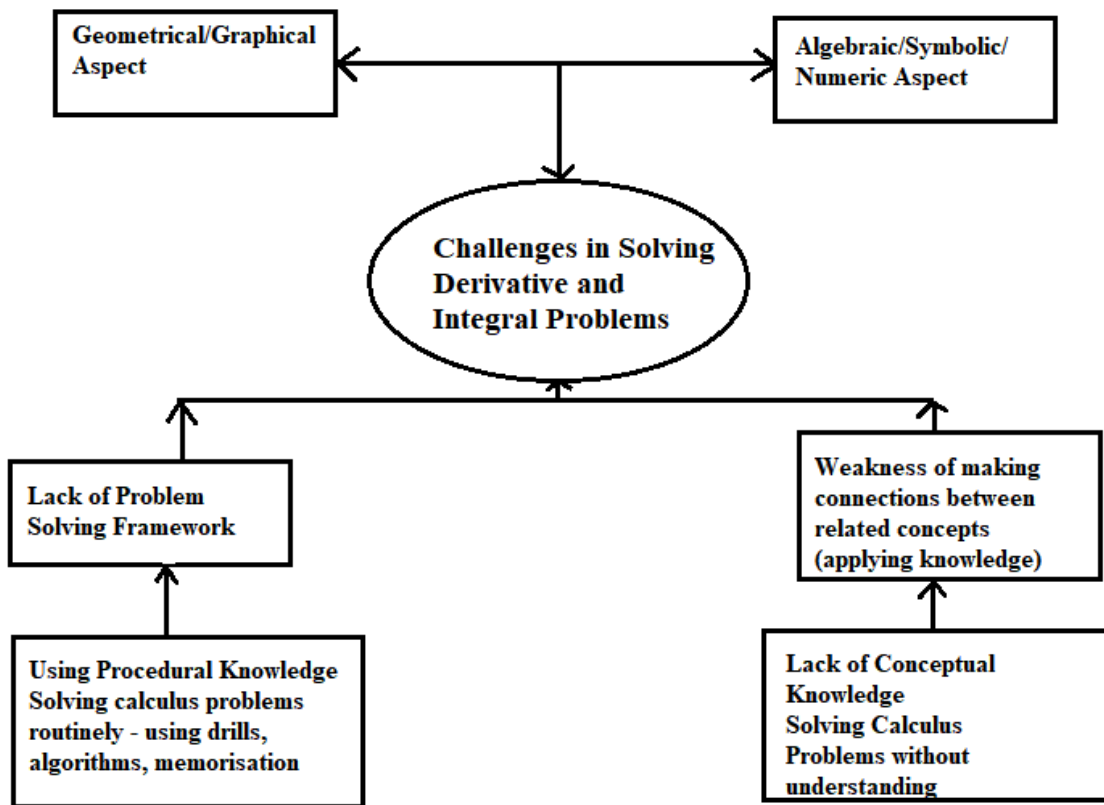 Geometrical/Graphical
Aspect
Algebraic/Symbolic/
Numeric Aspect
Challenges in Solving
Derivative and
Integral Problems
Lack of Problem
Solving Framework
Weakness of making
connections between
related concepts
(applying knowledge)
Using Procedural Knowledge
Solving calculus problems
routinely - using drills,
algorithms, memorisation
Lack of Conceptual
Knowledge
Solving Calculus
Problems without
understanding